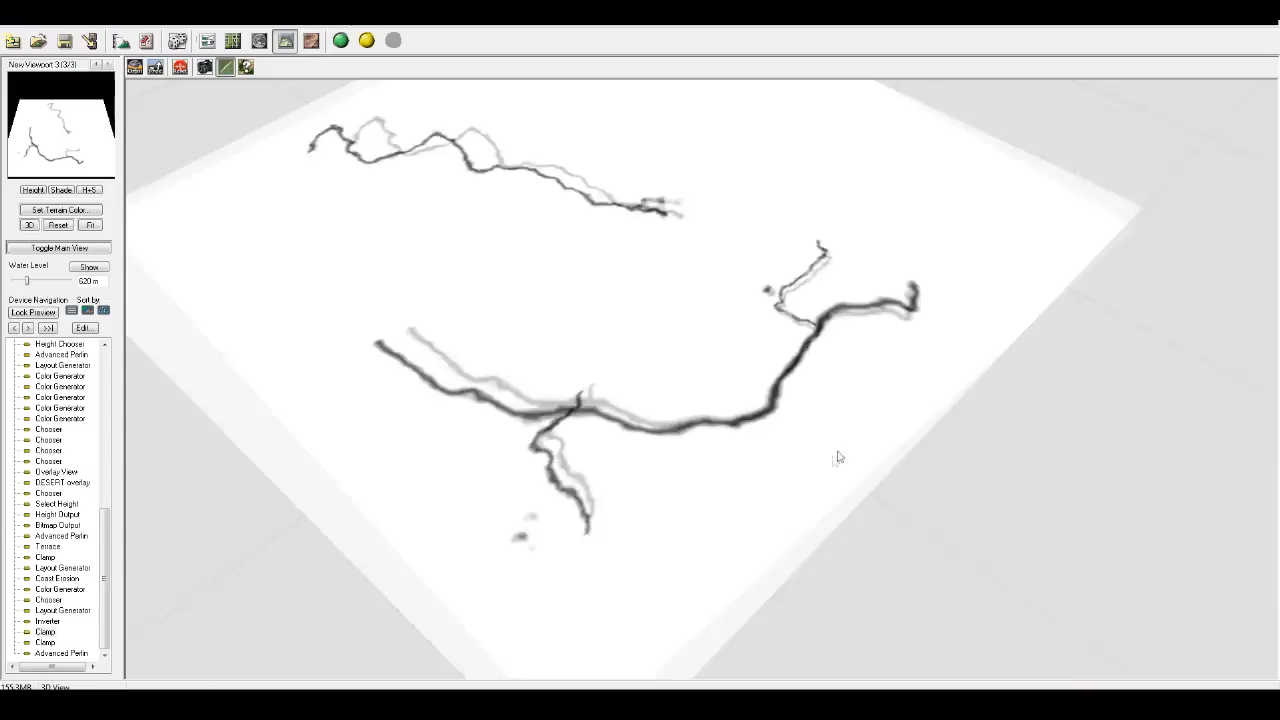 New Viewport 3 (3/3)
Height Shade H+S
Set Terrain Color...
3D Reset Fit
Toggle Main View
Water Level Show
620 m
Device Navigation Sort by:
Lock Preview
< > >>| Edit...
Height Chooser
Advanced Perlin
Layout Generator
Color Generator
Color Generator
Color Generator
Color Generator
Color Generator
Chooser
Chooser
Chooser
Chooser
Overlay View
DESERT overlay
Chooser
Select Height
Height Output
Bitmap Output
Advanced Perlin
Terrace
Clamp
Layout Generator
Coast Erosion
Color Generator
Chooser
Layout Generator
Inverter
Clamp
Clamp
Advanced Perlin
155.3MB 3D View